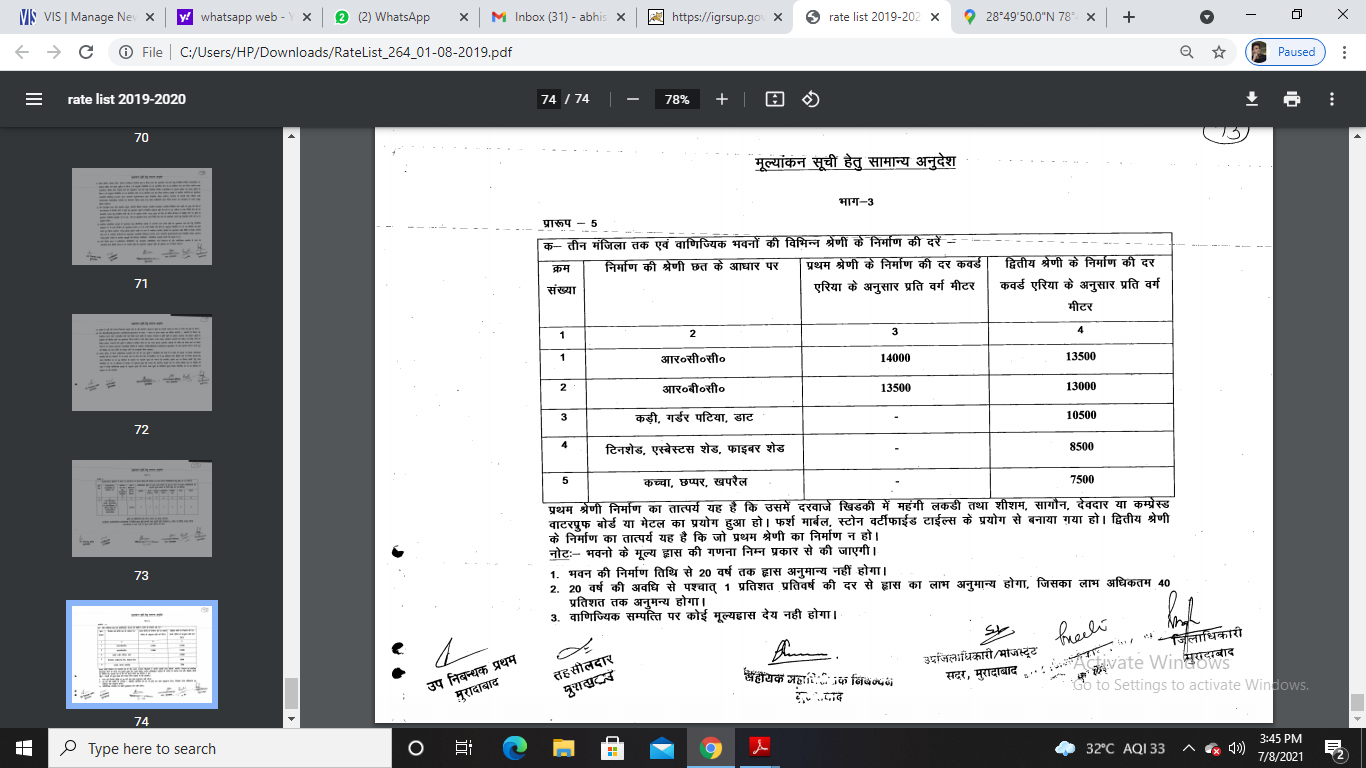 VIS | Manage New
whatsapp web - Y
(2) WhatsApp
Inbox (31) - abhis
https://igrsup.gov
rate list 2019-202
28°49'50.0"N 78°
File | C:/Users/HP/Downloads/RateList_264_01-08-2019.pdf
Paused
rate list 2019-2020
74 / 74
78%
70
71
72
73
74
मूल्यांकन सूची हेतु सामान्य अनुदेश
भाग–3
प्रारूप – 5
क– तीन मंजिला तक एवं वाणिज्यिक भवनों की विभिन्न श्रेणीं के निर्माण की दरें –
क्रम संख्या
निर्माण की श्रेणी छत के आधार पर
प्रथम श्रेणी के निर्माण की दर कवर्ड
एरिया के अनुसार प्रति वर्ग मीटर
द्वितीय श्रेणी के निर्माण की दर
कवर्ड एरिया के अनुसार प्रति वर्ग
मीटर
1 2 3 4
1 आर०सी०सी० 14000 13500
2 आर०बी०सी० 13500 13000
3 कड़ी, गर्डर पटिया, डाट - 10500
4 टिनशेड, एस्बेस्टस शेड, फाइबर शेड - 8500
5 कच्चा, छप्पर, खपरैल - 7500
प्रथम श्रेणी निर्माण का तात्पर्य यह है कि उसमें दरवाजे खिडकी में महंगी लकडी तथा शीशम, सागौन, देवदार या कम्प्रेस्ड
वाटरप्रुफ बोर्ड या मेटल का प्रयोग हुआ हो। फर्श मार्बल, स्टोन वर्टीफाईड टाईल्स के प्रयोग से बनाया गया हो। द्वितीय श्रेणी
के निर्माण का तात्पर्य यह है कि जो प्रथम श्रेणी का निर्माण न हो।
नोटः– भवनो के मूल्य ह्रास की गणना निम्न प्रकार से की जाएगी।
1. भवन की निर्माण तिथि से 20 वर्ष तक ह्रास अनुमान्य नहीं होगा।
2. 20 वर्ष की अवधि से पश्चात् 1 प्रतिशत प्रतिवर्ष की दर से ह्रास का लाभ अनुमान्य होगा, जिसका लाभ अधिकतम 40
प्रतिशत तक अनुमन्य होगा।
3. वाणिज्यिक सम्पत्ति पर कोई मूल्यह्रास देय नही होगा।
उप निबन्धक प्रथम
मुरादाबाद
तहसीलदार
मुरादाबाद
उपजिलाधिकारी/
सदर, मुरादाबाद
जिलाधिकारी
मुरादाबाद
Activate Windows
Go to Settings to activate Windows.
Type here to search
32°C AQI 33
3:45 PM
7/8/2021
2